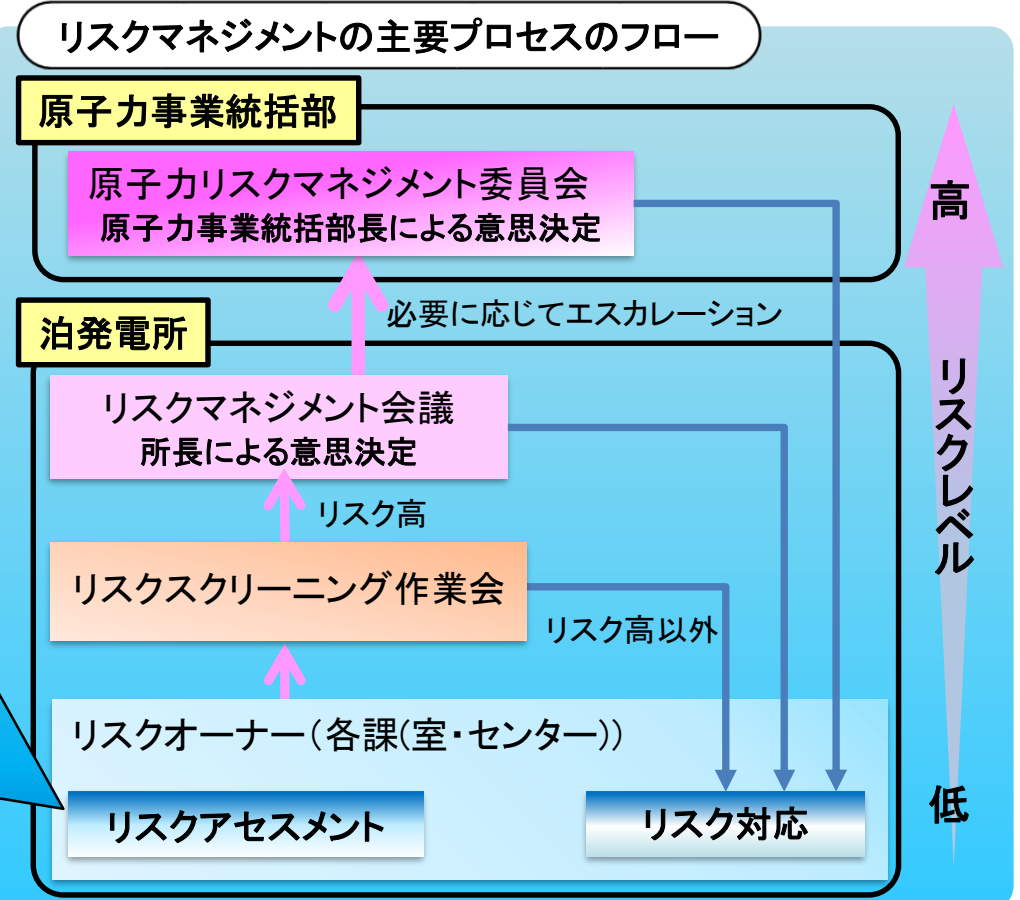 リスクマネジメントの主要プロセスのフロー
原子力事業統括部
原子力リスクマネジメント委員会
原子力事業統括部長による意思決定
高
必要に応じてエスカレーション
泊発電所
リスクマネジメント会議
所長による意思決定
リスクレベル
リスク高
リスクスクリーニング作業会
リスク高以外
リスクオーナー(各課(室・センター))
低
リスクアセスメント
リスク対応